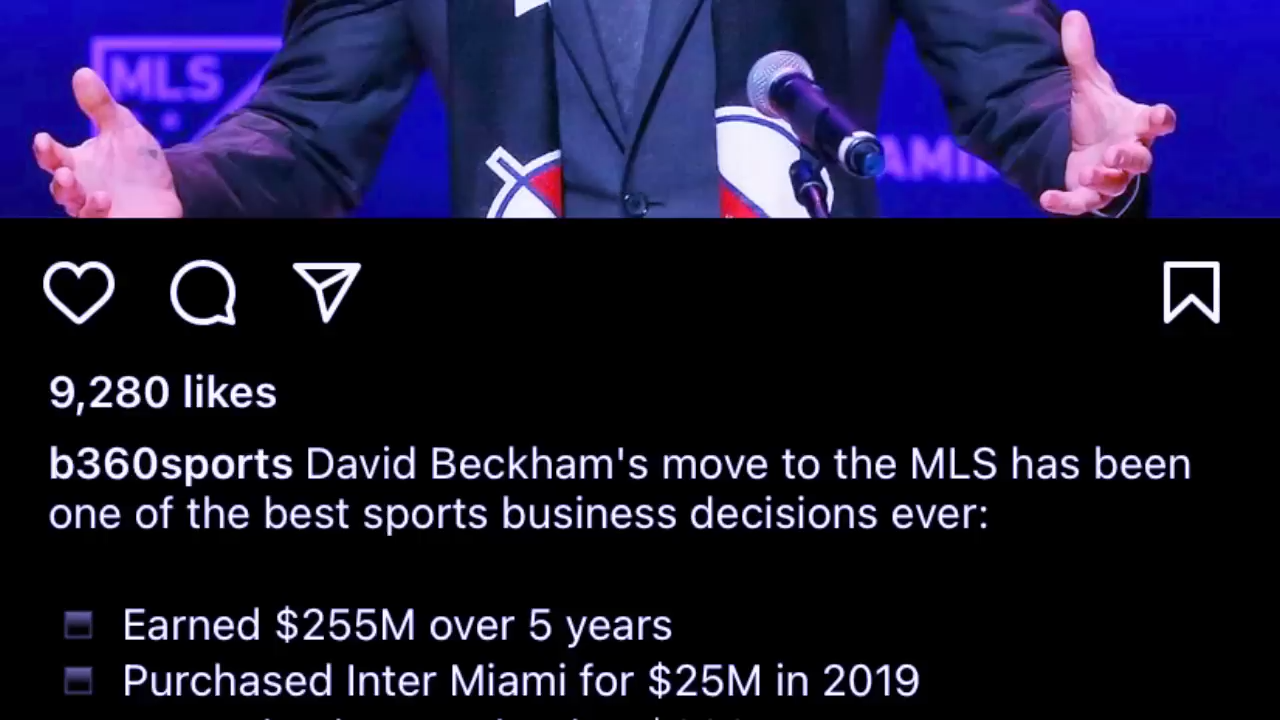 MLS
9,280 likes
b360sports David Beckham's move to the MLS has been
one of the best sports business decisions ever:
Earned $255M over 5 years
Purchased Inter Miami for $25M in 2019